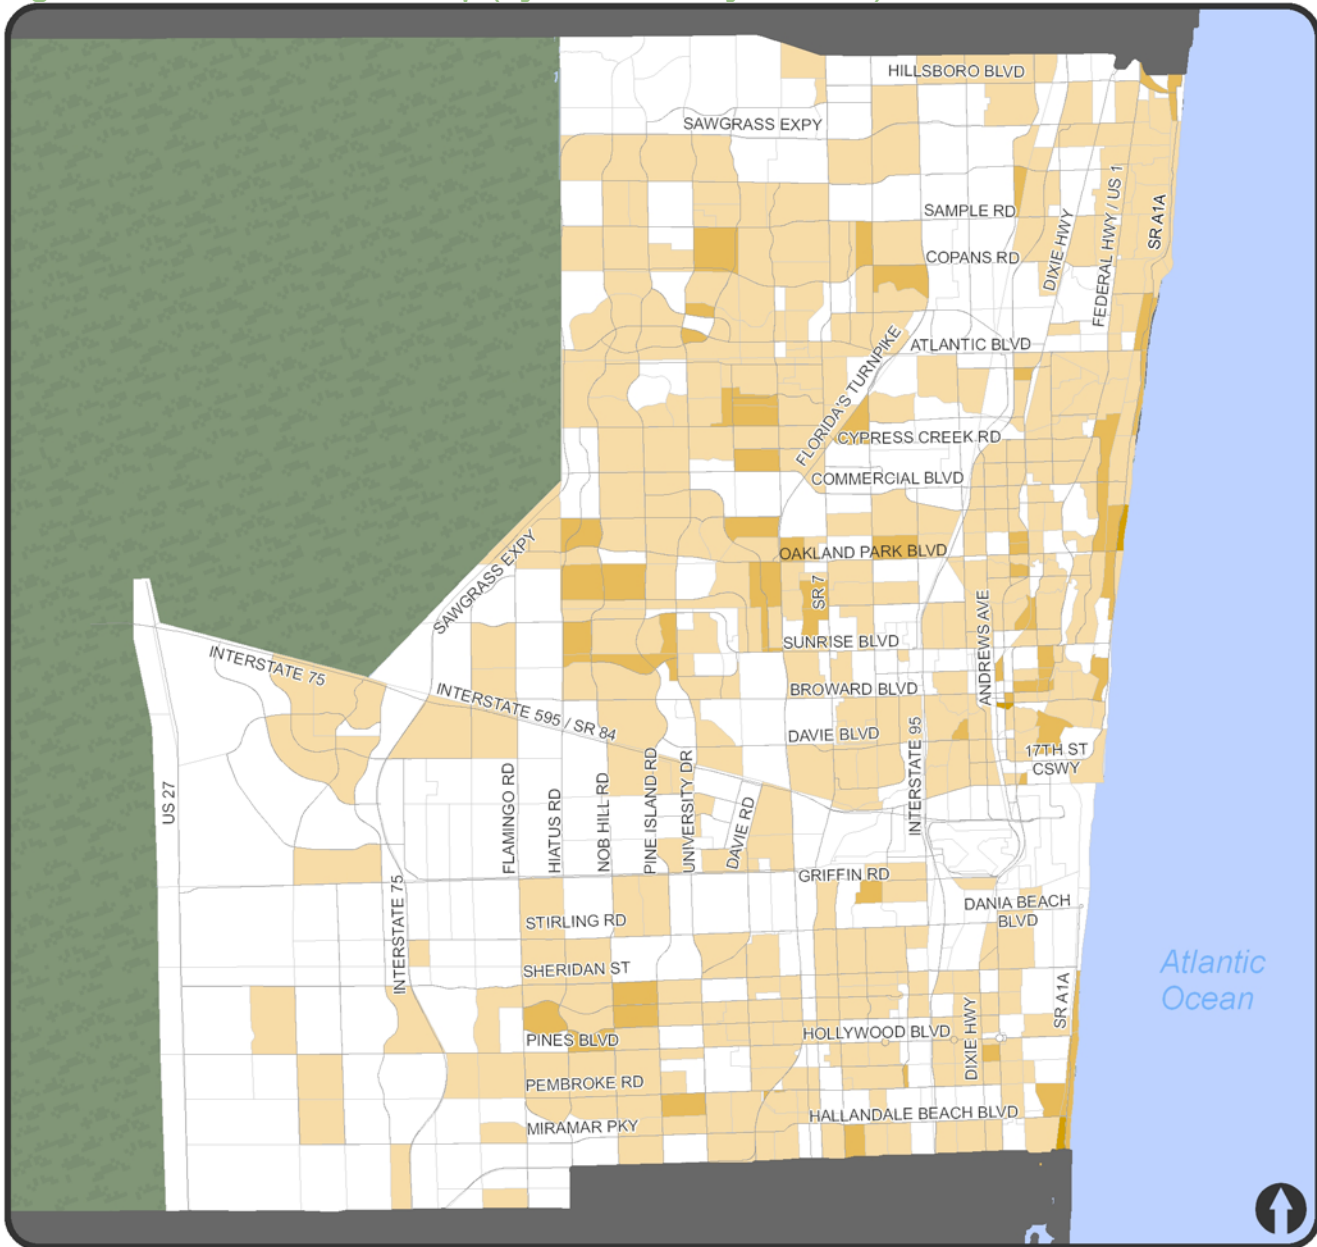 HILLSBORO BLVD
SAWGRASS EXPY
SAMPLE RD
COPANS RD
DIXIE HWY
FEDERAL HWY / US 1
SR A1A
ATLANTIC BLVD
FLORIDA'S TURNPIKE
CYPRESS CREEK RD
COMMERCIAL BLVD
OAKLAND PARK BLVD
SAWGRASS EXPY
SR 7
ANDREWS AVE
SUNRISE BLVD
INTERSTATE 75
INTERSTATE 595 / SR 84
BROWARD BLVD
DAVIE BLVD
INTERSTATE 95
17TH ST
CSWY
US 27
FLAMINGO RD
HIATUS RD
NOB HILL RD
PINE ISLAND RD
UNIVERSITY DR
DAVIE RD
GRIFFIN RD
INTERSTATE 75
STIRLING RD
DANIA BEACH
BLVD
SHERIDAN ST
Atlantic
Ocean
SR A1A
PINES BLVD
HOLLYWOOD BLVD
DIXIE HWY
PEMBROKE RD
MIRAMAR PKY
HALLANDALE BEACH BLVD